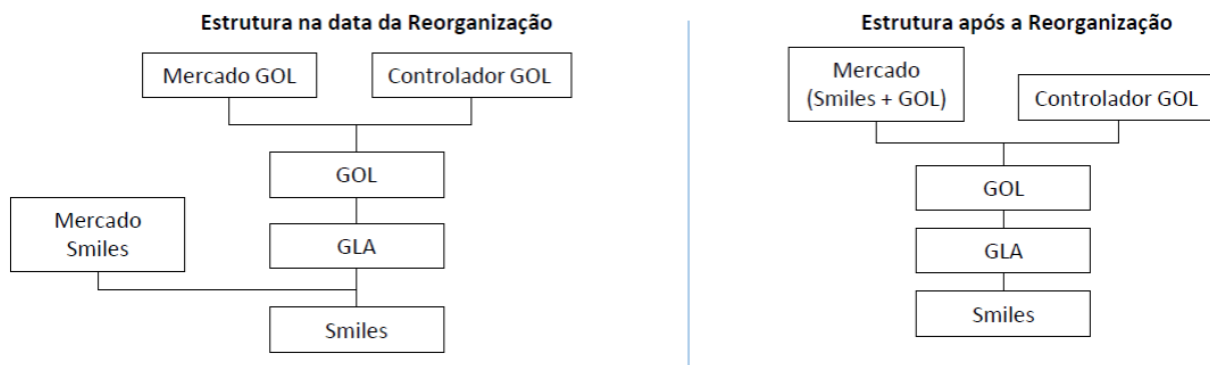 Estrutura na data da Reorganização
Mercado GOL
Controlador GOL
GOL
Mercado
Smiles
GLA
Smiles
Estrutura após a Reorganização
Mercado
(Smiles + GOL)
Controlador GOL
GOL
GLA
Smiles